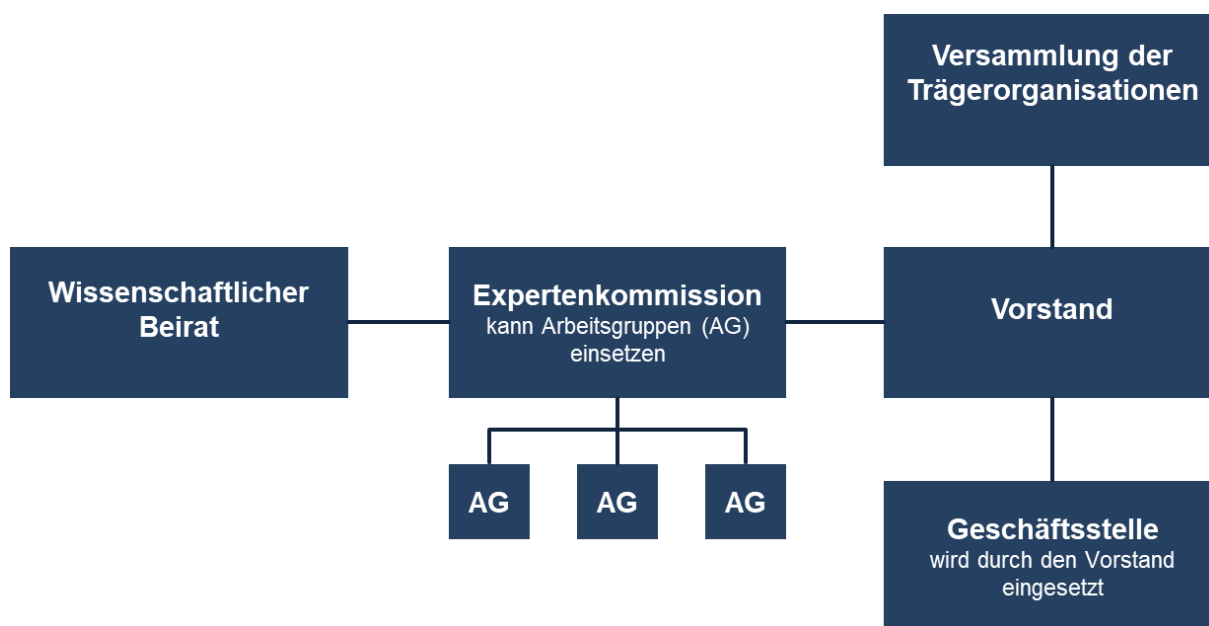 Versammlung der
Trägerorganisationen
Wissenschaftlicher
Beirat
Expertenkommission
kann Arbeitsgruppen (AG)
einsetzen
Vorstand
AG
AG
AG
Geschäftsstelle
wird durch den Vorstand
eingesetzt